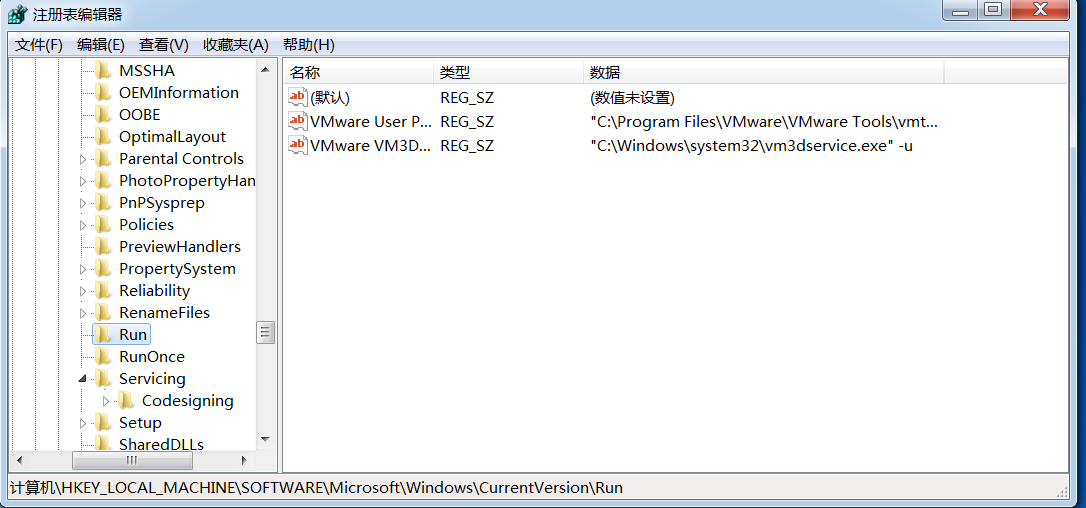 注册表编辑器
文件(F) 编辑(E) 查看(V) 收藏夹(A) 帮助(H)
MSSHA
OEMInformation
OOBE
OptimalLayout
Parental Controls
PhotoPropertyHan
PnPSysprep
Policies
PreviewHandlers
PropertySystem
Reliability
RenameFiles
Run
RunOnce
Servicing
Codesigning
Setup
SharedDLLs
名称 类型 数据
(默认) REG_SZ (数值未设置)
VMware User P... REG_SZ "C:\Program Files\VMware\VMware Tools\vmt...
VMware VM3D... REG_SZ "C:\Windows\system32\vm3dservice.exe" -u
计算机\HKEY_LOCAL_MACHINE\SOFTWARE\Microsoft\Windows\CurrentVersion\Run